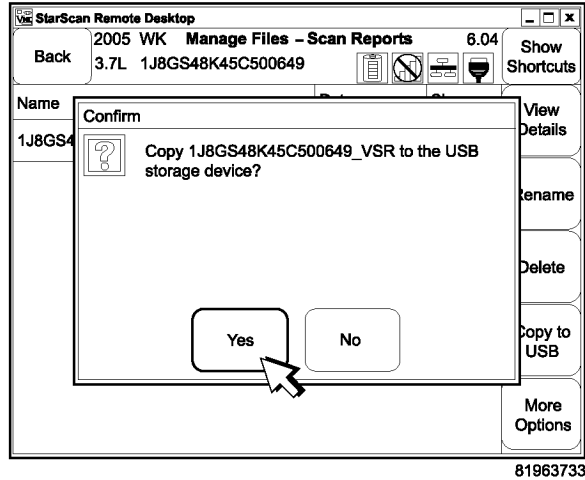 StarScan Remote Desktop
Back
2005 WK Manage Files – Scan Reports 6.04
3.7L 1J8GS48K45C500649
Show
Shortcuts
Name
View
Details
1J8GS4
Confirm
Copy 1J8GS48K45C500649_VSR to the USB
storage device?
Yes
No
Rename
Delete
Copy to
USB
More
Options
81963733